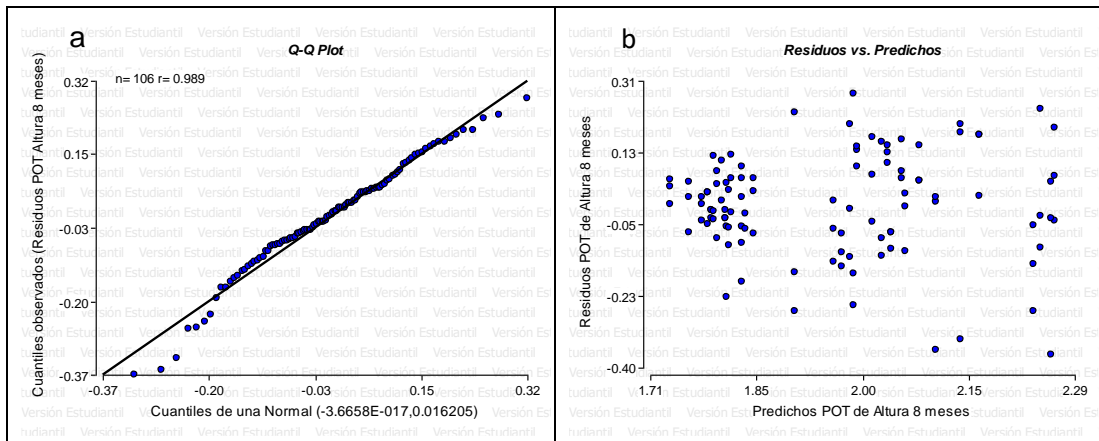 a
Q-Q Plot
n= 106 r= 0.989
0.32
0.15
-0.03
-0.20
-0.37
-0.37
-0.20
-0.03
0.15
0.32
Cuantiles observados (Residuos POT Altura 8 meses)
Cuantiles de una Normal (-3.6658E-017,0.016205)
b
Residuos vs. Predichos
0.31
0.13
-0.05
-0.23
-0.40
1.71
1.85
2.00
2.15
2.29
Residuos POT de Altura 8 meses
Predichos POT de Altura 8 meses
Versión Estudiantil